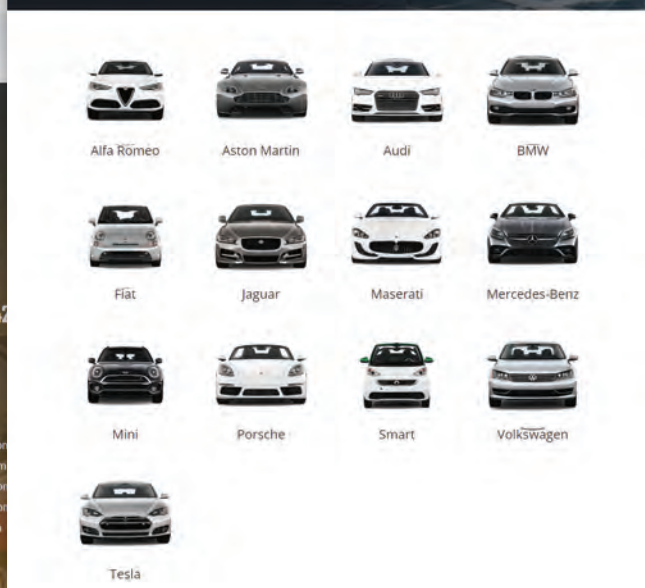 Alfa Romeo
Aston Martin
Audi
BMW
Fiat
Jaguar
Maserati
Mercedes-Benz
Mini
Porsche
Smart
Volkswagen
Tesla